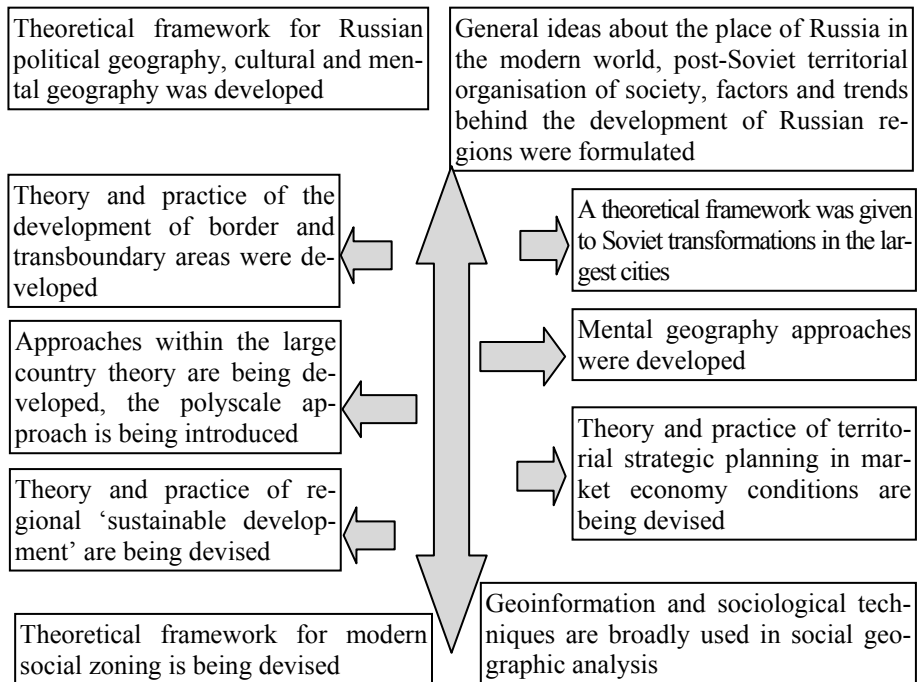 Theoretical framework for Russian
political geography, cultural and men-
tal geography was developed
General ideas about the place of Russia in
the modern world, post-Soviet territorial
organisation of society, factors and trends
behind the development of Russian re-
gions were formulated
Theory and practice of the
development of border and
transboundary areas were de-
veloped
A theoretical framework was given
to Soviet transformations in the lar-
gest cities
Approaches within the large
country theory are being de-
veloped, the polyscale ap-
proach is being introduced
Mental geography approaches
were developed
Theory and practice of territo-
rial strategic planning in mar-
ket economy conditions are
being devised
Theory and practice of re-
gional ‘sustainable develop-
ment’ are being devised
Theoretical framework for modern
social zoning is being devised
Geoinformation and sociological tech-
niques are broadly used in social geo-
graphic analysis